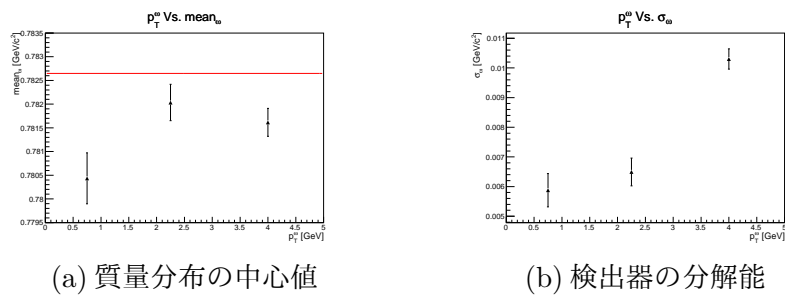 p_T^ω Vs. mean_ω
mean_ω [GeV/c²]
0.7835
0.783
0.7825
0.782
0.7815
0.781
0.7805
0.78
0.7795
0 0.5 1 1.5 2 2.5 3 3.5 4 4.5 5
p_T^ω [GeV]
(a) 質量分布の中心値
p_T^ω Vs. σ_ω
σ_ω [GeV/c²]
0.011
0.01
0.009
0.008
0.007
0.006
0.005
0 0.5 1 1.5 2 2.5 3 3.5 4 4.5 5
p_T^ω [GeV]
(b) 検出器の分解能